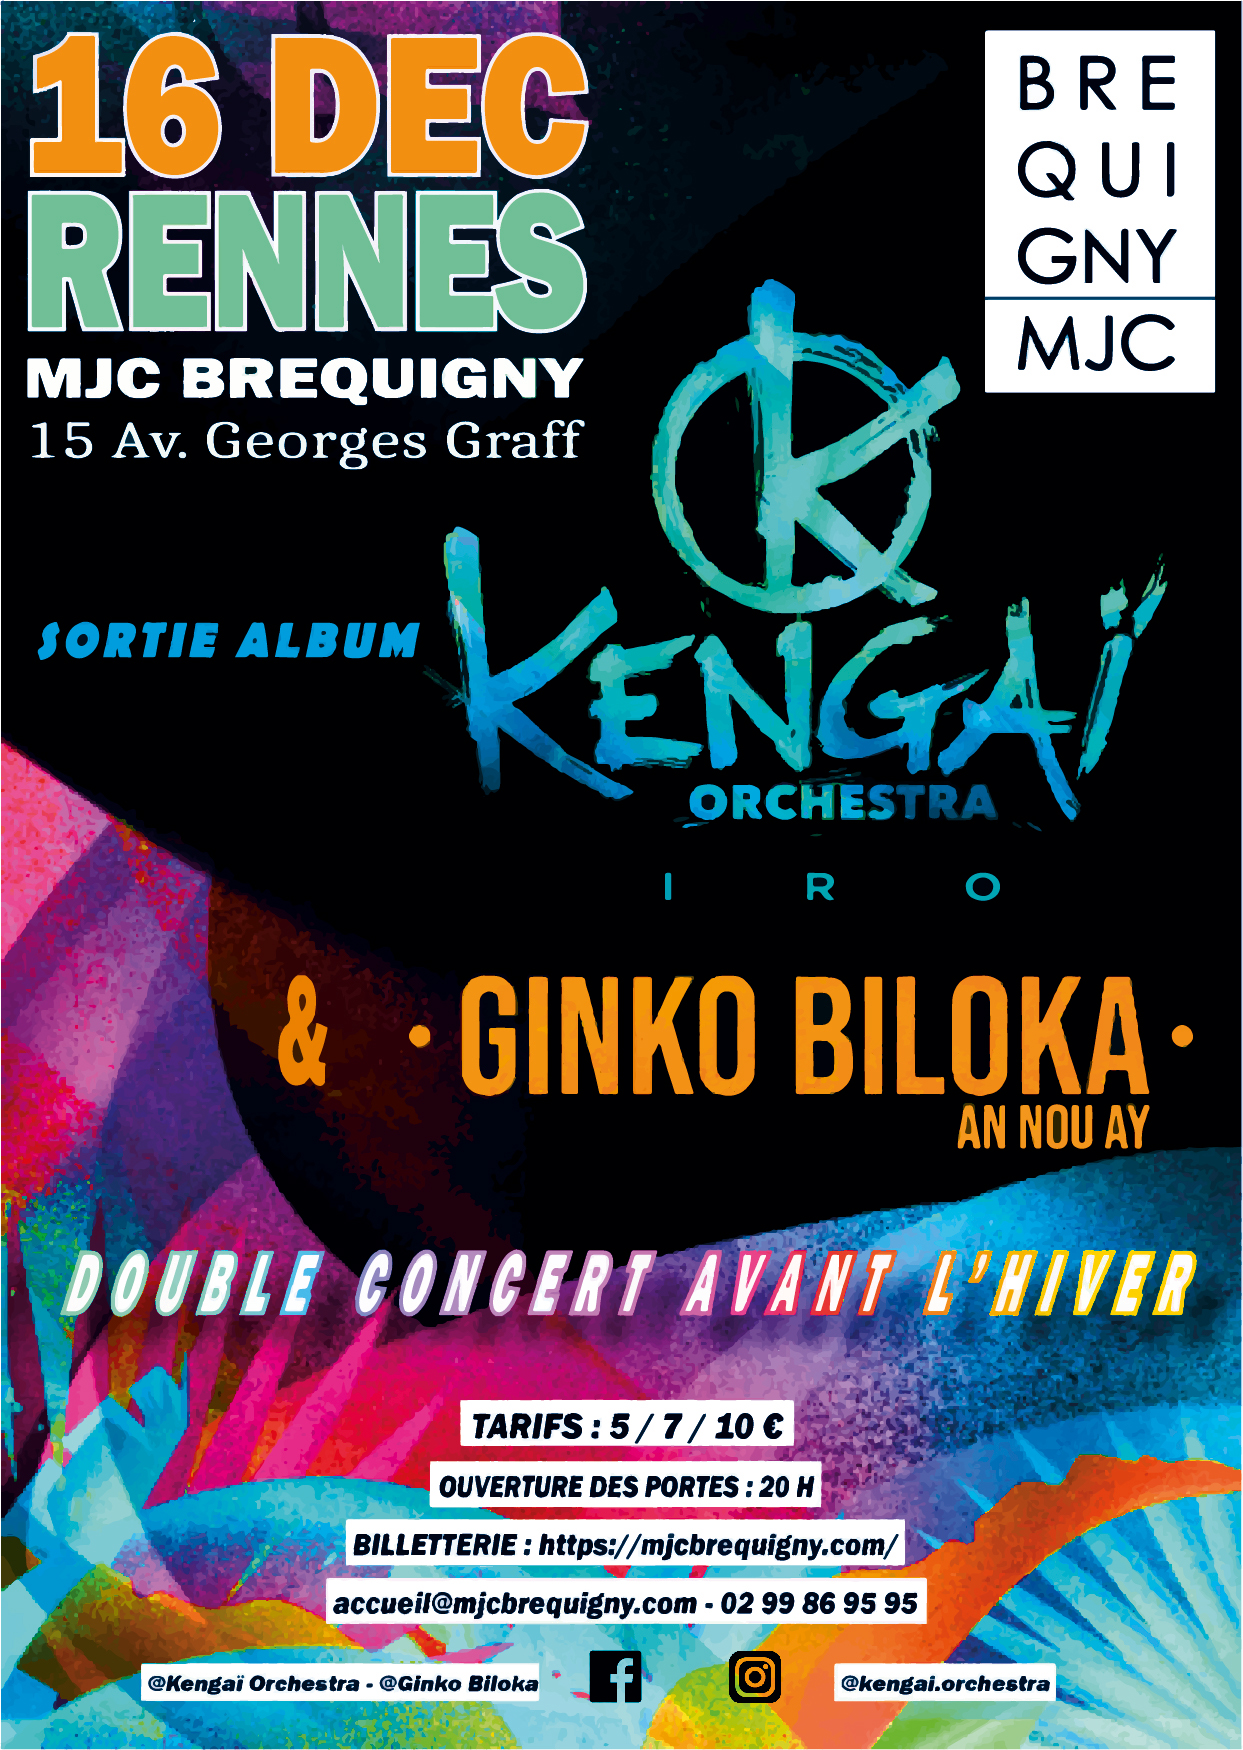 16 DEC
RENNES
MJC BREQUIGNY
15 Av. Georges Graff
BRE
QUI
GNY
MJC
K
SORTIE ALBUM
KENGAÏ
ORCHESTRA
IRO
& • GINKO BILOKA •
AN NOU AY
DOUBLE CONCERT AVANT L'HIVER
TARIFS : 5 / 7 / 10 €
OUVERTURE DES PORTES : 20 H
BILLETTERIE : https://mjcbrequigny.com/
accueil@mjcbrequigny.com - 02 99 86 95 95
@Kengaï Orchestra - @Ginko Biloka
@kengai.orchestra